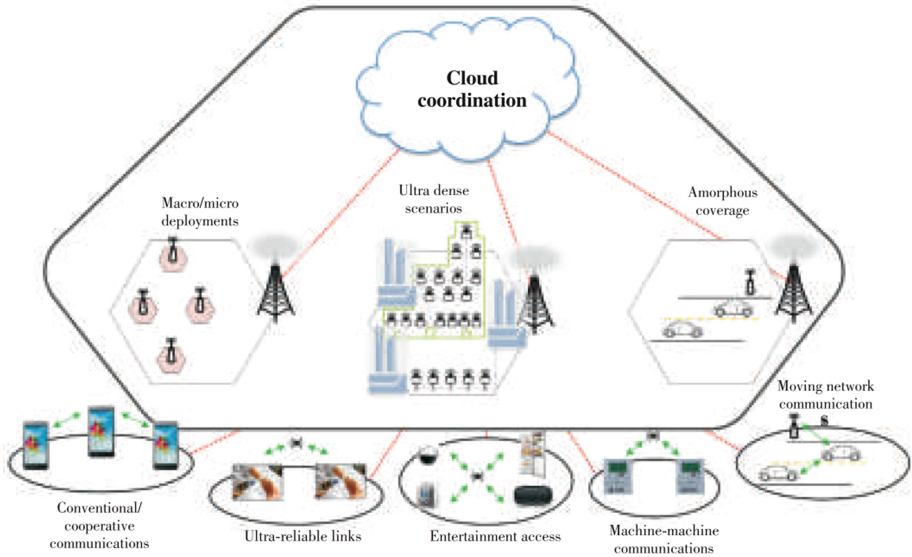 Cloud
coordination
Ultra dense
scenarios
Macro/micro
deployments
Amorphous
coverage
Moving network
communication
s
Conventional/
cooperative
communications
Ultra-reliable links
Entertainment access
Machine-machine
communications